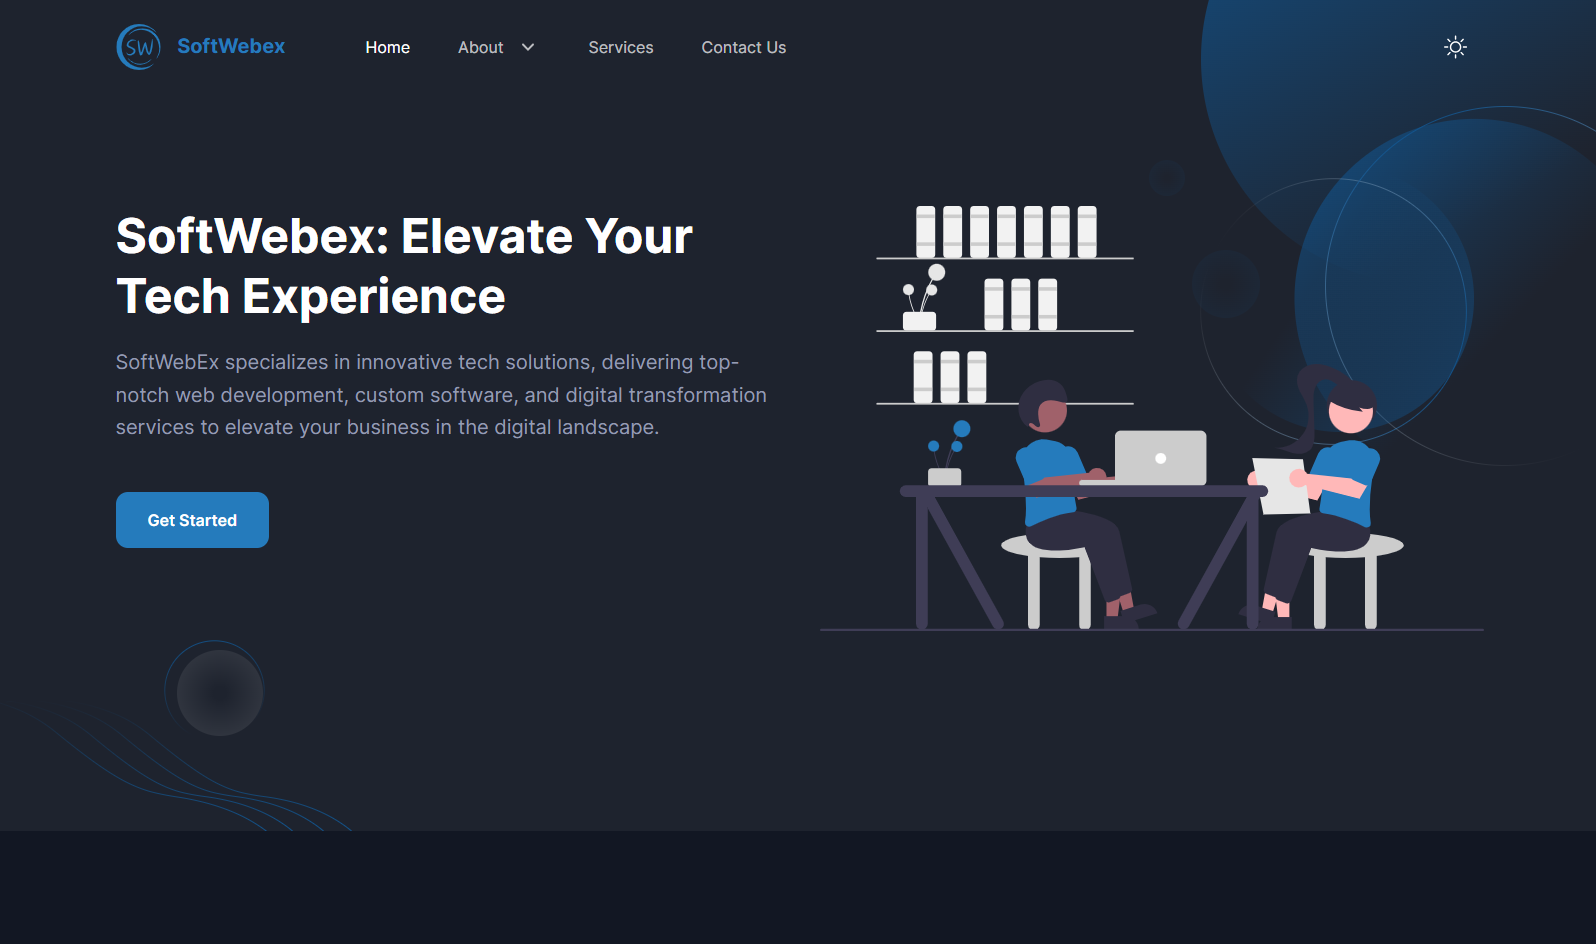 SW SoftWebex Home About Services Contact Us
SoftWebex: Elevate Your
Tech Experience
SoftWebEx specializes in innovative tech solutions, delivering top-
notch web development, custom software, and digital transformation
services to elevate your business in the digital landscape.
Get Started